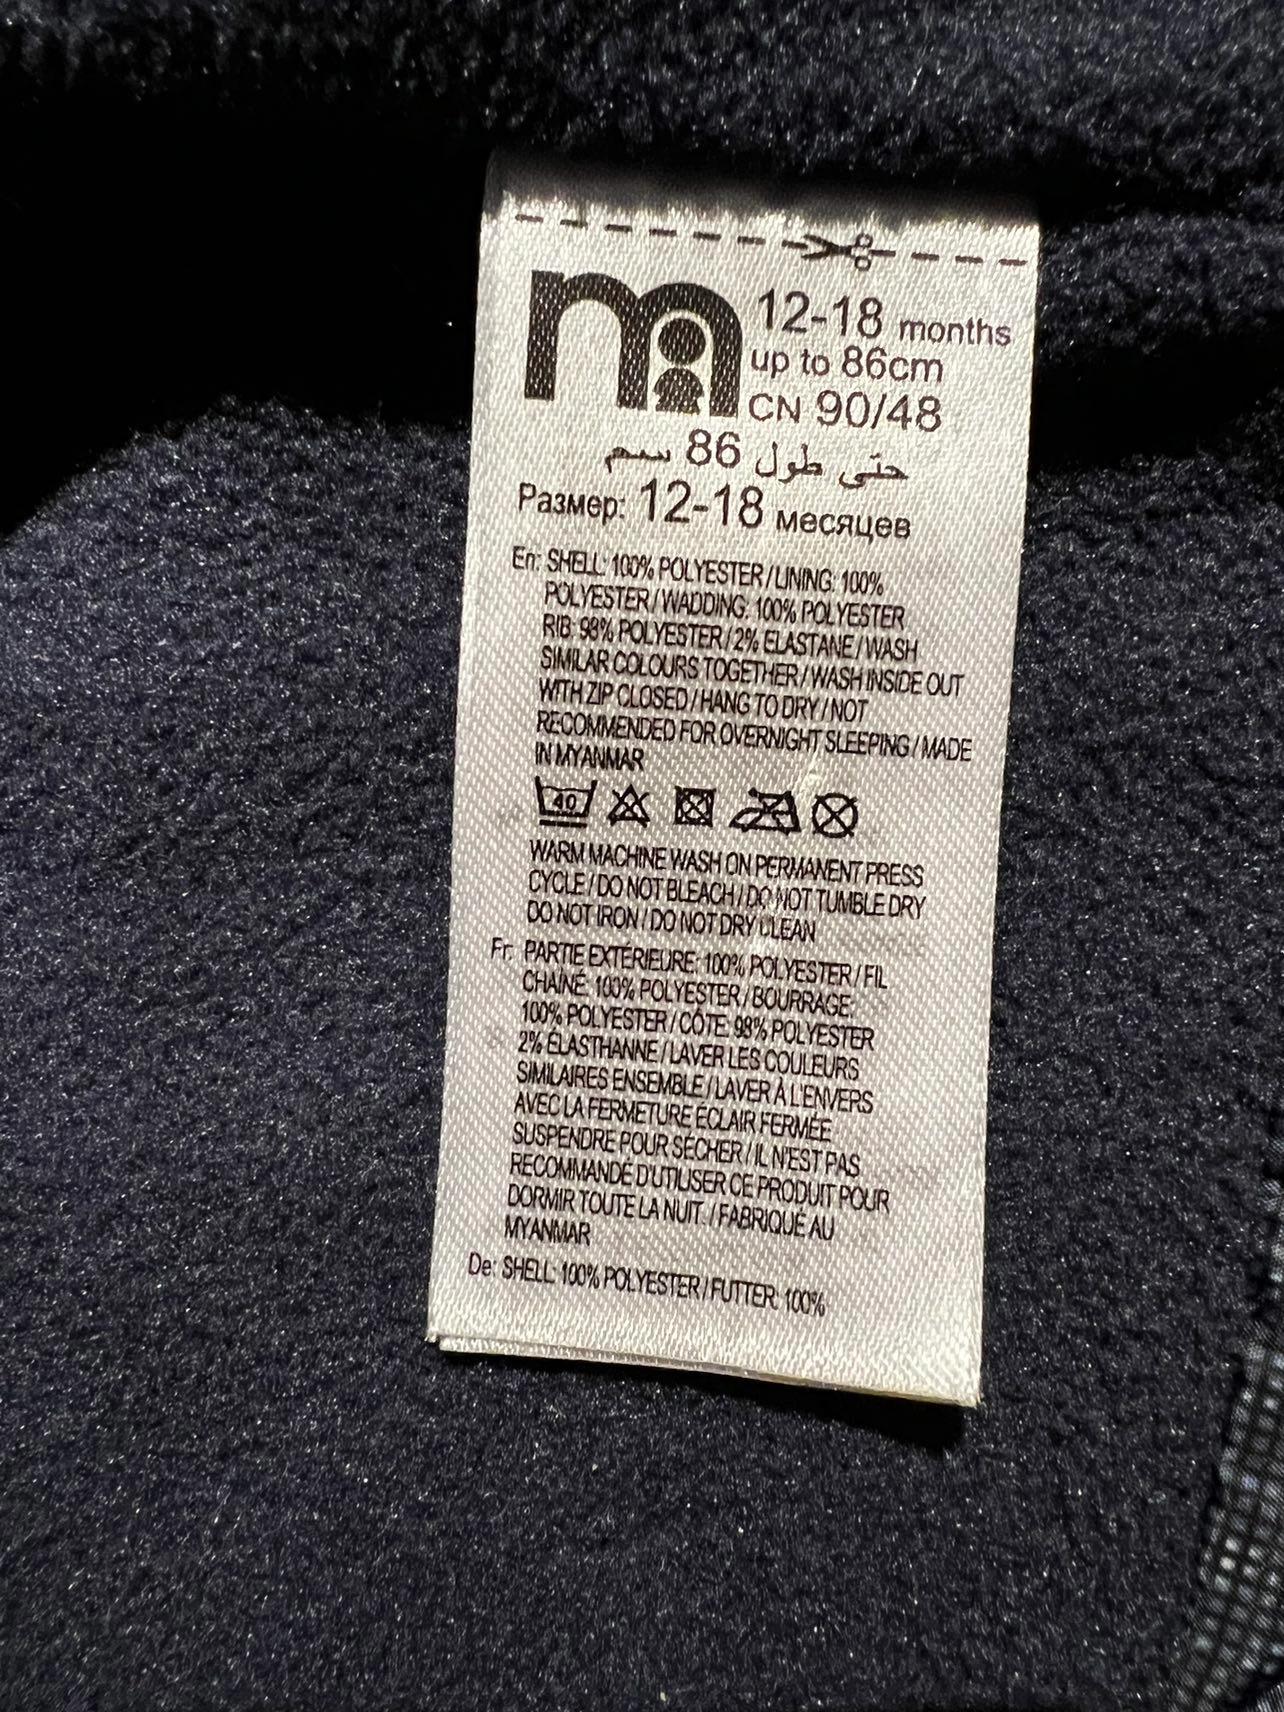 12-18 months
up to 86cm
CN 90/48
حتى طول 86 سم
Размер: 12-18 месяцев
En: SHELL: 100% POLYESTER / LINING: 100%
POLYESTER / WADDING: 100% POLYESTER
RIB: 98% POLYESTER / 2% ELASTANE / WASH
SIMILAR COLOURS TOGETHER / WASH INSIDE OUT
WITH ZIP CLOSED / HANG TO DRY / NOT
RECOMMENDED FOR OVERNIGHT SLEEPING / MADE
IN MYANMAR
40
WARM MACHINE WASH ON PERMANENT PRESS
CYCLE / DO NOT BLEACH / DO NOT TUMBLE DRY
DO NOT IRON / DO NOT DRY CLEAN
Fr: PARTIE EXTÉRIEURE: 100% POLYESTER / FIL
CHAÎNÉ: 100% POLYESTER / BOURRAGE:
100% POLYESTER / CÔTE: 98% POLYESTER
2% ÉLASTHANNE / LAVER LES COULEURS
SIMILAIRES ENSEMBLE / LAVER À L'ENVERS
AVEC LA FERMETURE ÉCLAIR FERMÉE
SUSPENDRE POUR SÉCHER / IL N'EST PAS
RECOMMANDÉ D'UTILISER CE PRODUIT POUR
DORMIR TOUTE LA NUIT. / FABRIQUÉ AU
MYANMAR
De: SHELL: 100% POLYESTER / FUTTER: 100%